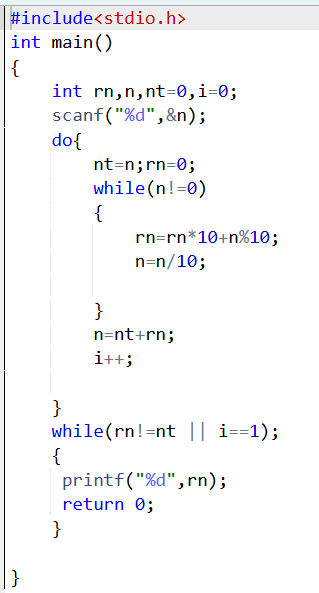 #include<stdio.h>
int main()
{
    int rn,n,nt=0,i=0;
    scanf("%d",&n);
    do{
        nt=n;rn=0;
        while(n!=0)
        {
            rn=rn*10+n%10;
            n=n/10;

        }
        n=nt+rn;
        i++;

    }
    while(rn!=nt || i==1);
    {
     printf("%d",rn);
     return 0;
    }

}